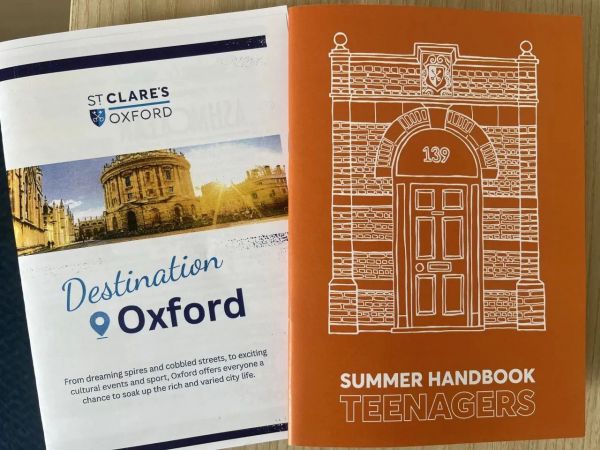 ST CLARE'S
OXFORD
Destination
Oxford
From dreaming spires and cobbled streets, to exciting
cultural events and sport, Oxford offers everyone a
chance to soak up the rich and varied city life.
139
SUMMER HANDBOOK
TEENAGERS